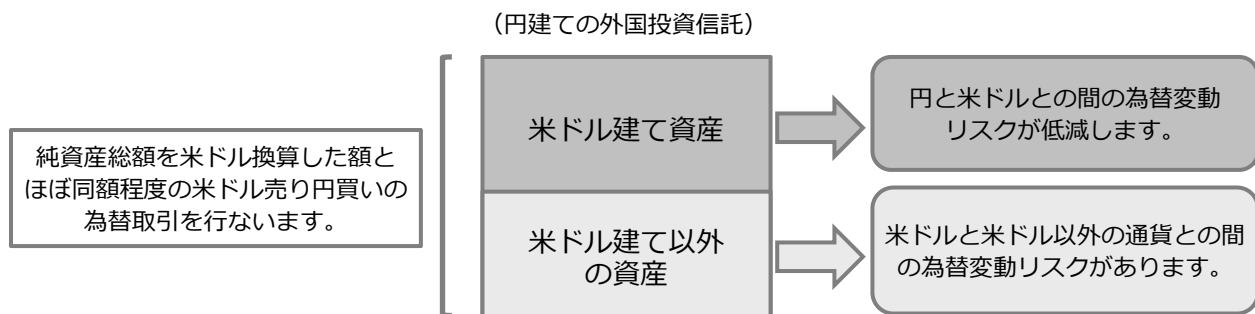 （円建ての外国投資信託）
純資産総額を米ドル換算した額と
ほぼ同額程度の米ドル売り円買いの
為替取引を行ないます。
米ドル建て資産
円と米ドルとの間の為替変動
リスクが低減します。
米ドル建て以外
の資産
米ドルと米ドル以外の通貨との間
の為替変動リスクがあります。